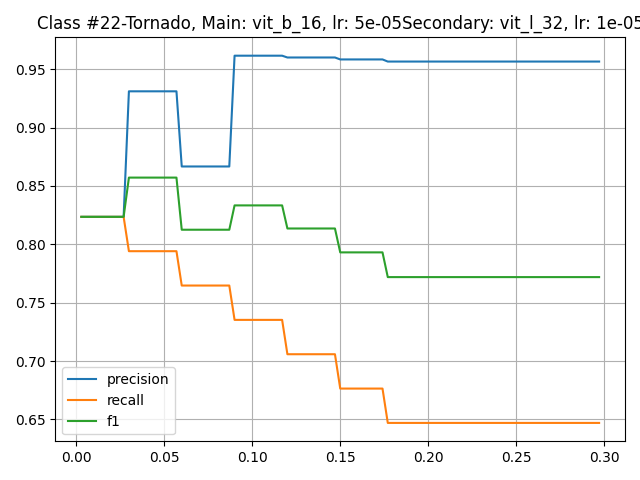 Class #22-Tornado, Main: vit_b_16, lr: 5e-05Secondary: vit_l_32, lr: 1e-05
0.95
0.90
0.85
0.80
0.75
0.70
0.65
precision
recall
f1
0.00 0.05 0.10 0.15 0.20 0.25 0.30